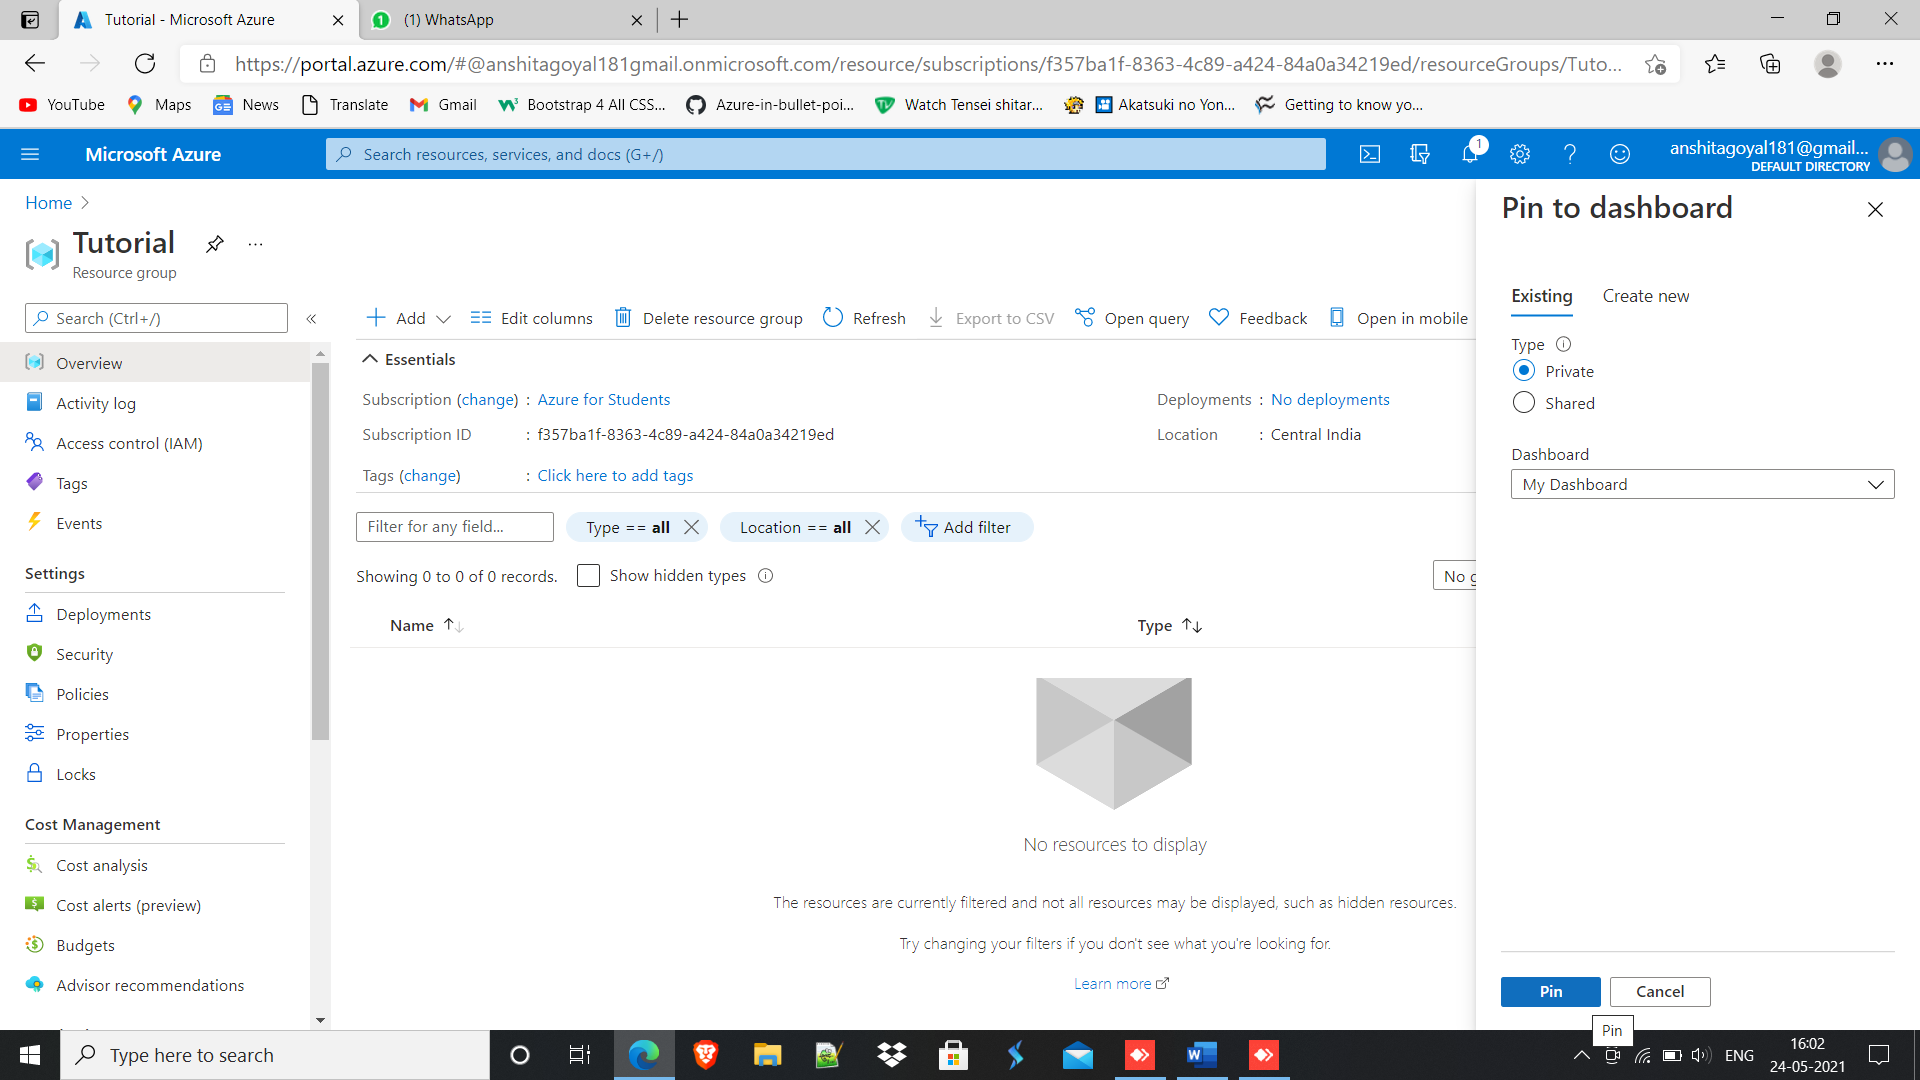 Tutorial - Microsoft Azure
(1) WhatsApp
https://portal.azure.com/#@anshitagoyal181gmail.onmicrosoft.com/resource/subscriptions/f357ba1f-8363-4c89-a424-84a0a34219ed/resourceGroups/Tuto...
YouTube Maps News Translate Gmail Bootstrap 4 All CSS... Azure-in-bullet-poi... Watch Tensei shitar... Akatsuki no Yon... Getting to know yo...
Microsoft Azure
Search resources, services, and docs (G+/)
1
anshitagoyal181@gmail...
DEFAULT DIRECTORY
Home
Tutorial
Resource group
Search (Ctrl+/)
Overview
Activity log
Access control (IAM)
Tags
Events
Settings
Deployments
Security
Policies
Properties
Locks
Cost Management
Cost analysis
Cost alerts (preview)
Budgets
Advisor recommendations
Add Edit columns Delete resource group Refresh Export to CSV Open query Feedback Open in mobile
Essentials
Subscription (change) : Azure for Students
Deployments : No deployments
Subscription ID : f357ba1f-8363-4c89-a424-84a0a34219ed
Location : Central India
Tags (change) : Click here to add tags
Filter for any field...
Type == all
Location == all
Add filter
Showing 0 to 0 of 0 records.
Show hidden types
No g
Name
Type
No resources to display
The resources are currently filtered and not all resources may be displayed, such as hidden resources.
Try changing your filters if you don't see what you're looking for.
Learn more
Pin to dashboard
Existing Create new
Type
Private
Shared
Dashboard
My Dashboard
Pin Cancel
Pin
Type here to search
ENG
16:02
24-05-2021